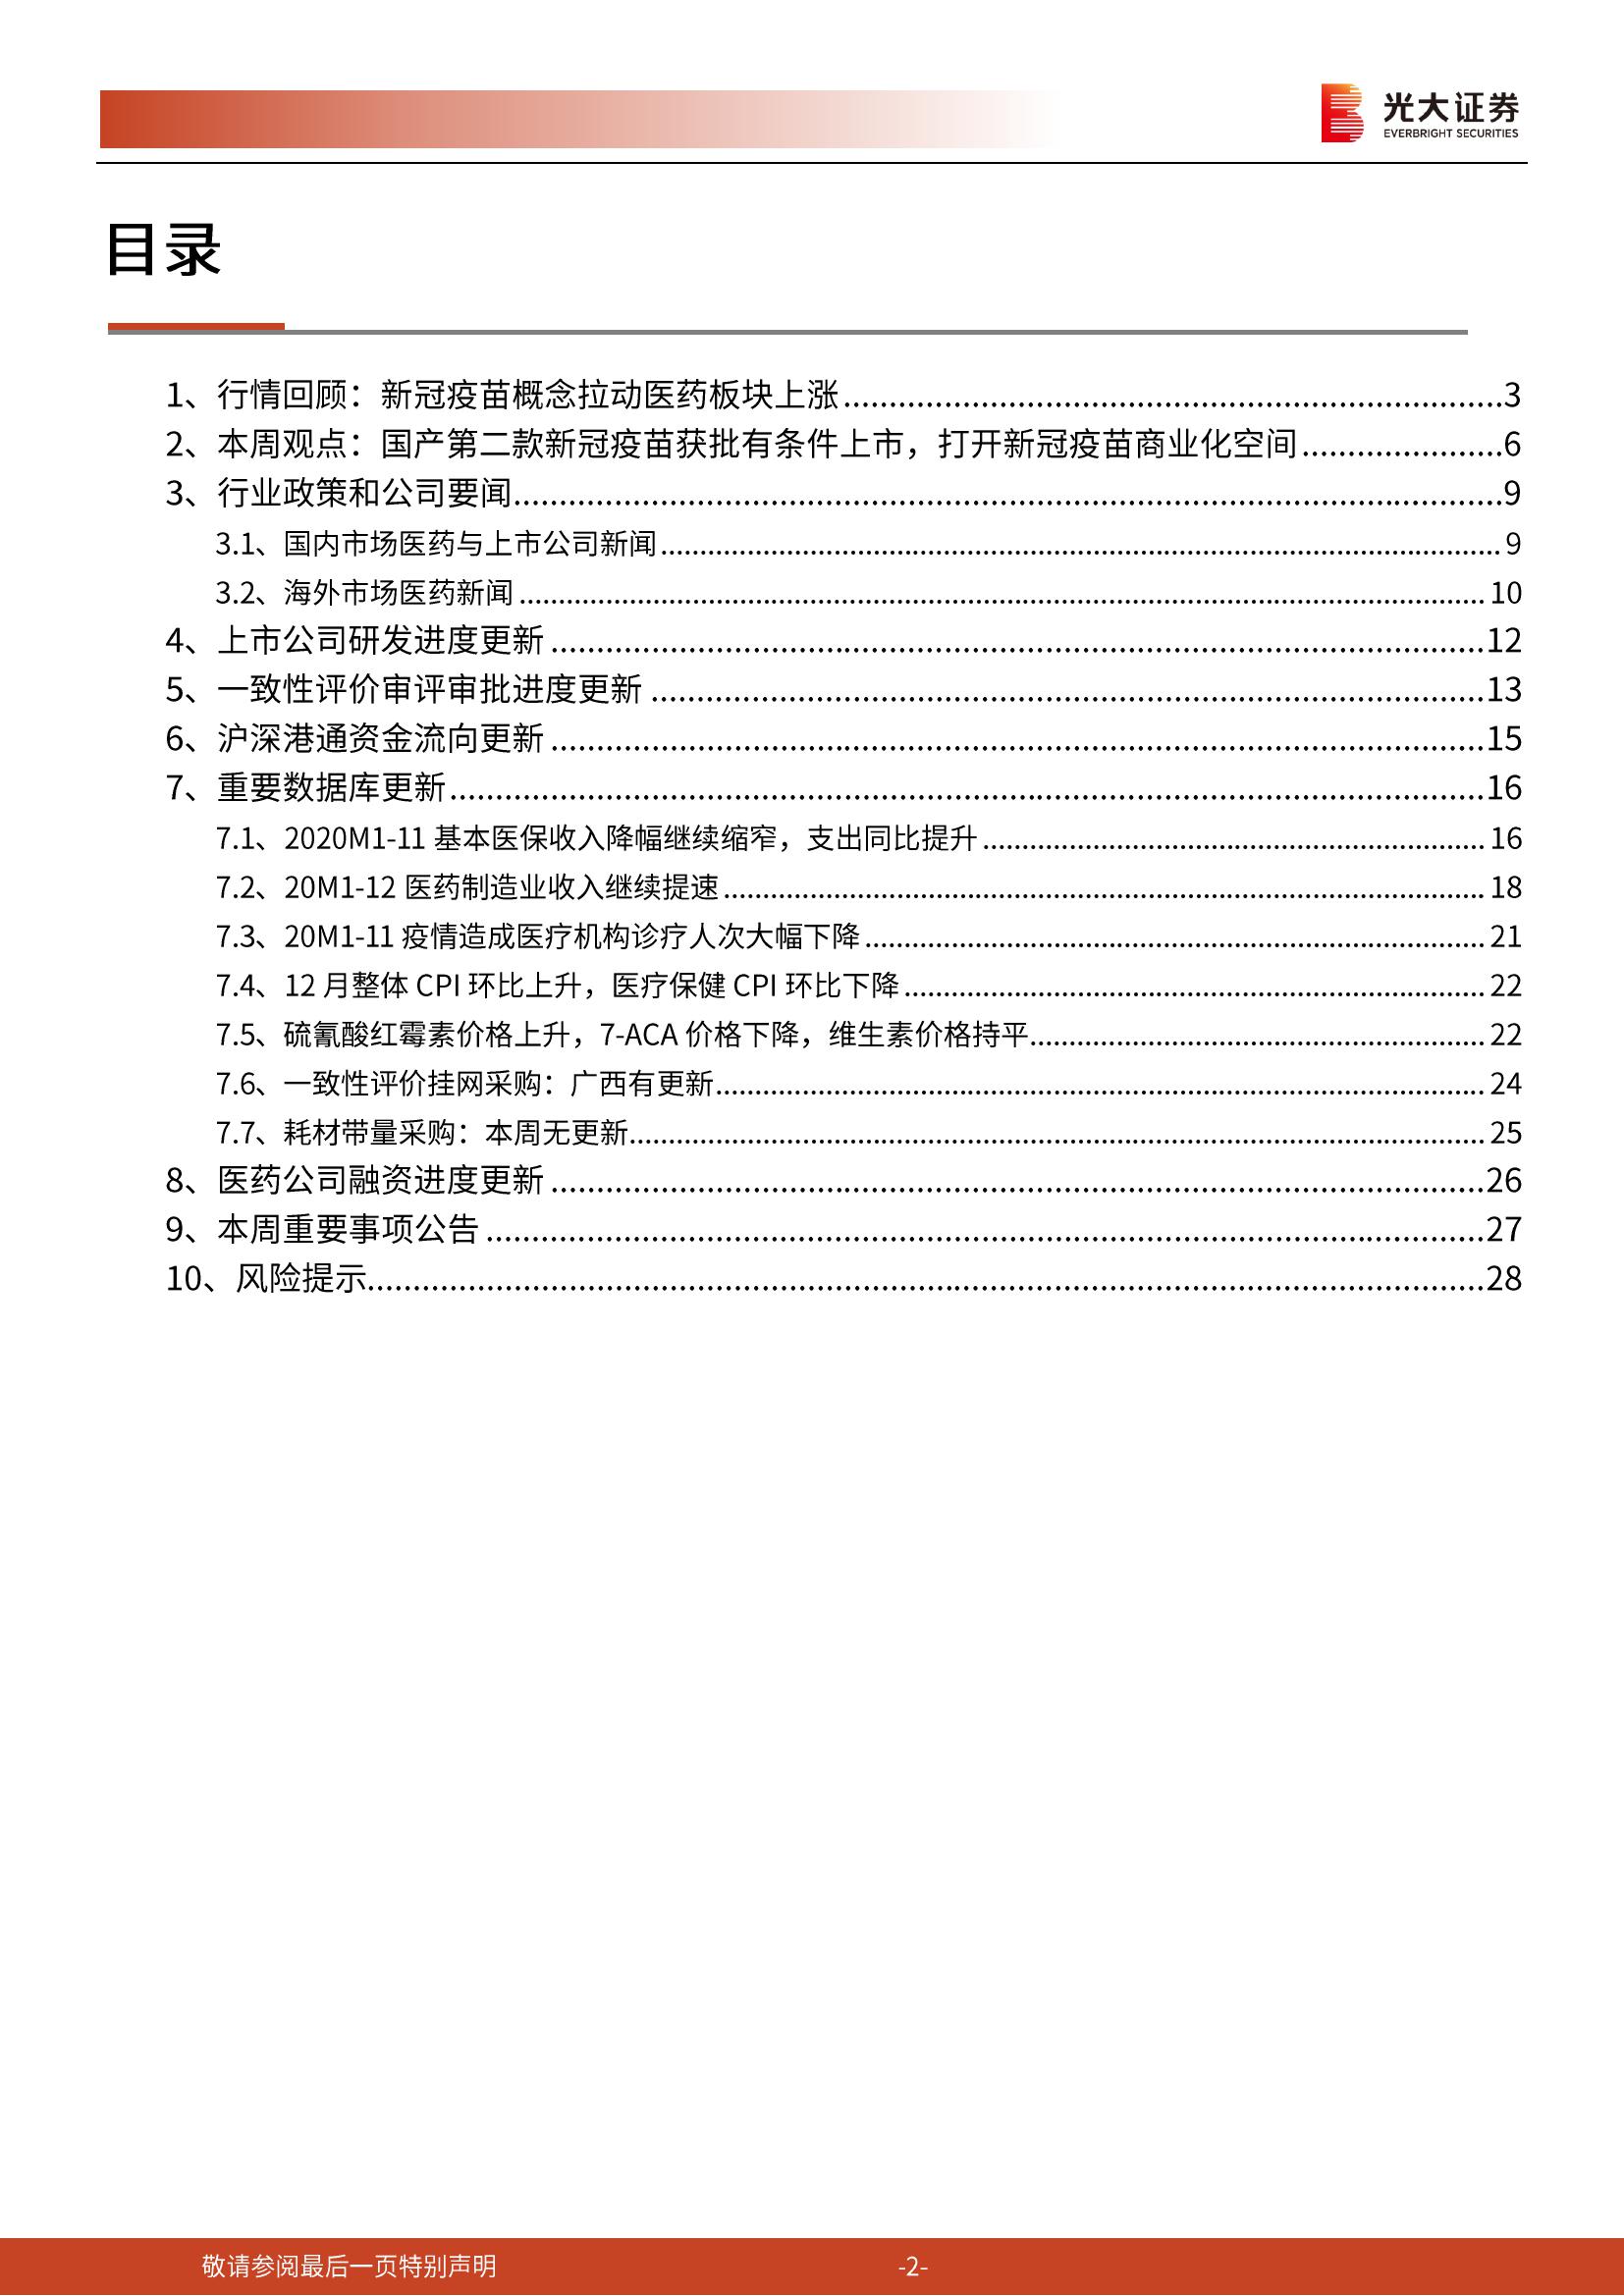 光大证券
EVERBRIGHT SECURITIES
目录
1、行情回顾：新冠疫苗概念拉动医药板块上涨................3
2、本周观点：国产第二款新冠疫苗获批有条件上市，打开新冠疫苗商业化空间................6
3、行业政策和公司要闻................9
3.1、国内市场医药与上市公司新闻................9
3.2、海外市场医药新闻................10
4、上市公司研发进度更新................12
5、一致性评价审评审批进度更新................13
6、沪深港通资金流向更新................15
7、重要数据库更新................16
7.1、2020M1-11 基本医保收入降幅继续缩窄，支出同比提升................16
7.2、20M1-12 医药制造业收入继续提速................18
7.3、20M1-11 疫情造成医疗机构诊疗人次大幅下降................21
7.4、12 月整体 CPI 环比上升，医疗保健 CPI 环比下降................22
7.5、硫氰酸红霉素价格上升，7-ACA 价格下降，维生素价格持平................22
7.6、一致性评价挂网采购：广西有更新................24
7.7、耗材带量采购：本周无更新................25
8、医药公司融资进度更新................26
9、本周重要事项公告................27
10、风险提示................28
敬请参阅最后一页特别声明
-2-